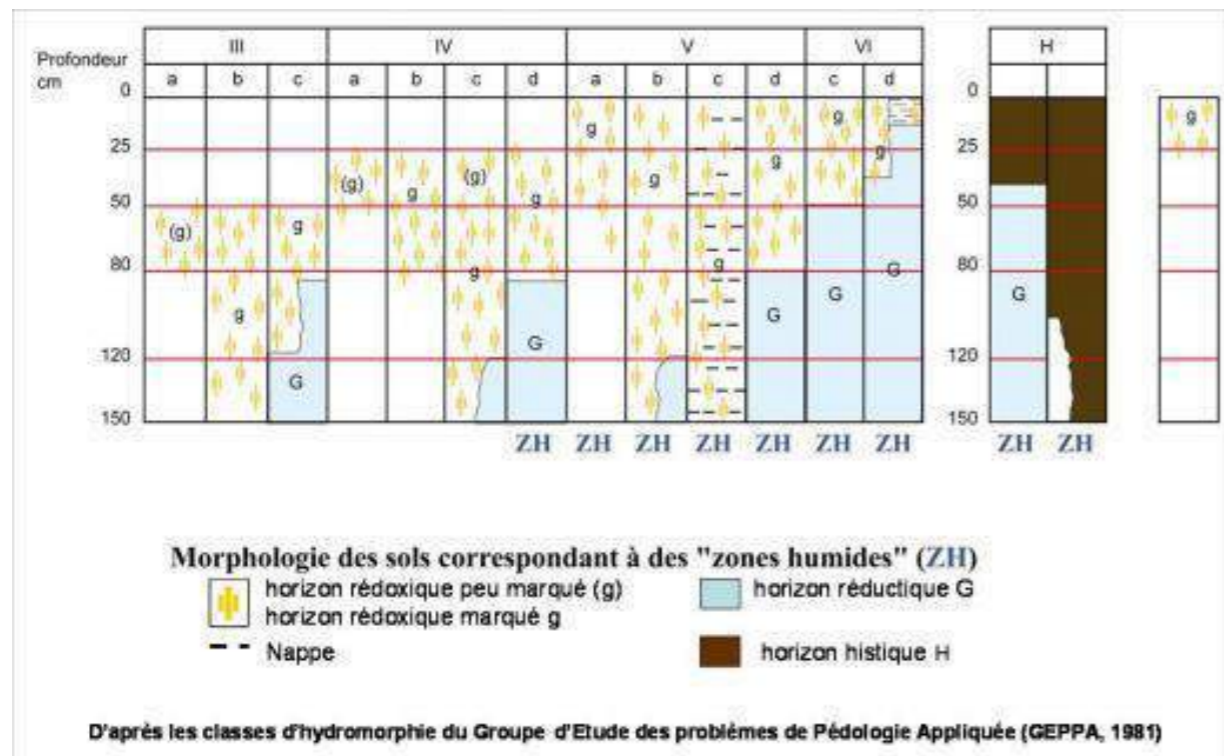 III IV V VI H
Profondeur
cm a b c a b c d a b c d c d
0 0
g g g g
25 25
(g) g (g) g g g g
50 50
(g) g g
80 80
g G G G G
g G G
120 120
G
150 150
ZH ZH ZH ZH ZH ZH ZH ZH ZH
Morphologie des sols correspondant à des "zones humides" (ZH)
horizon rédoxique peu marqué (g) horizon réductique G
horizon rédoxique marqué g
Nappe horizon histique H
D'après les classes d'hydromorphie du Groupe d'Etude des problèmes de Pédologie Appliquée (GEPPA, 1981)